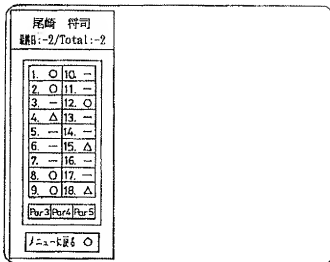 尾崎 将司
最終日:-2/Total:-2
1. ○ 10. －
2. ○ 11. －
3. － 12. ○
4. △ 13. －
5. － 14. －
6. － 15. △
7. － 16. －
8. ○ 17. －
9. ○ 18. △
Par3 Par4 Par5
メニューに戻る ○